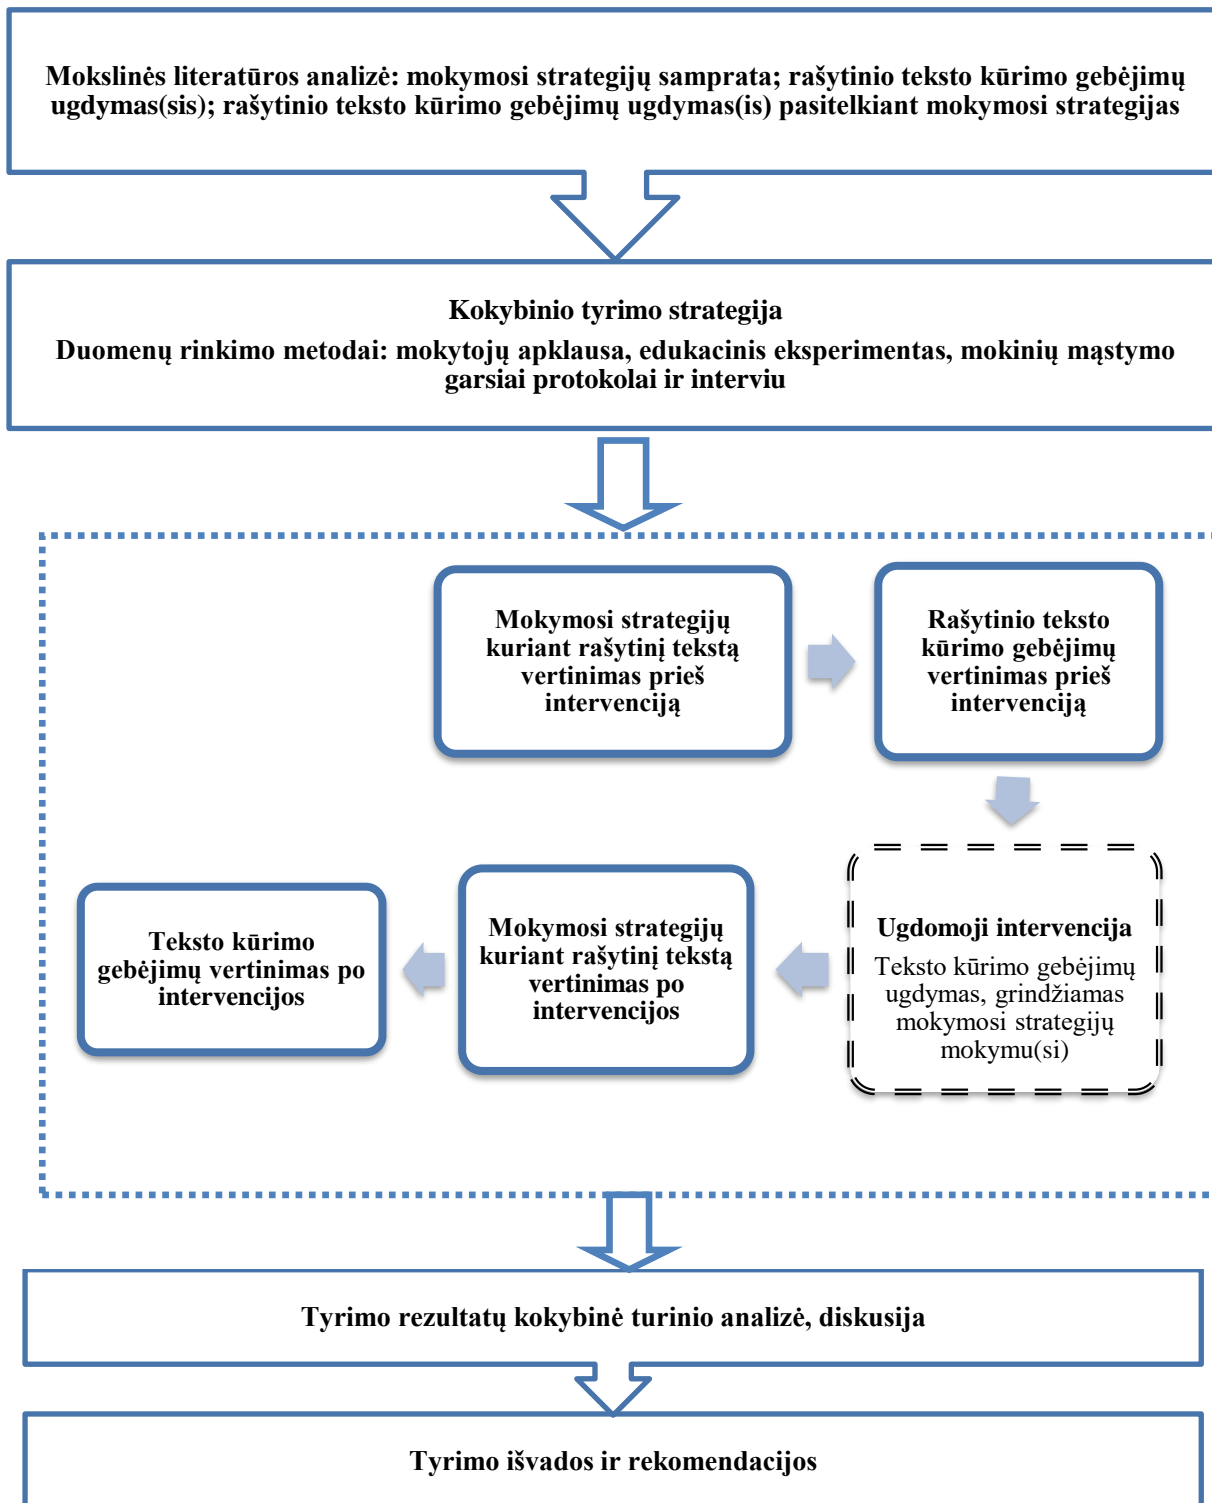 Mokslinės literatūros analizė: mokymosi strategijų samprata; rašytinio teksto kūrimo gebėjimų
ugdymas(sis); rašytinio teksto kūrimo gebėjimų ugdymas(is) pasitelkiant mokymosi strategijas
Kokybinio tyrimo strategija
Duomenų rinkimo metodai: mokytojų apklausa, edukacinis eksperimentas, mokinių mąstymo
garsiai protokolai ir interviu
Mokymosi strategijų
kuriant rašytinį tekstą
vertinimas prieš
intervenciją
Rašytinio teksto
kūrimo gebėjimų
vertinimas prieš
intervenciją
Ugdomoji intervencija
Teksto kūrimo gebėjimų
ugdymas, grindžiamas
mokymosi strategijų
mokymu(si)
Mokymosi strategijų
kuriant rašytinį tekstą
vertinimas po
intervencijos
Teksto kūrimo
gebėjimų vertinimas po
intervencijos
Tyrimo rezultatų kokybinė turinio analizė, diskusija
Tyrimo išvados ir rekomendacijos